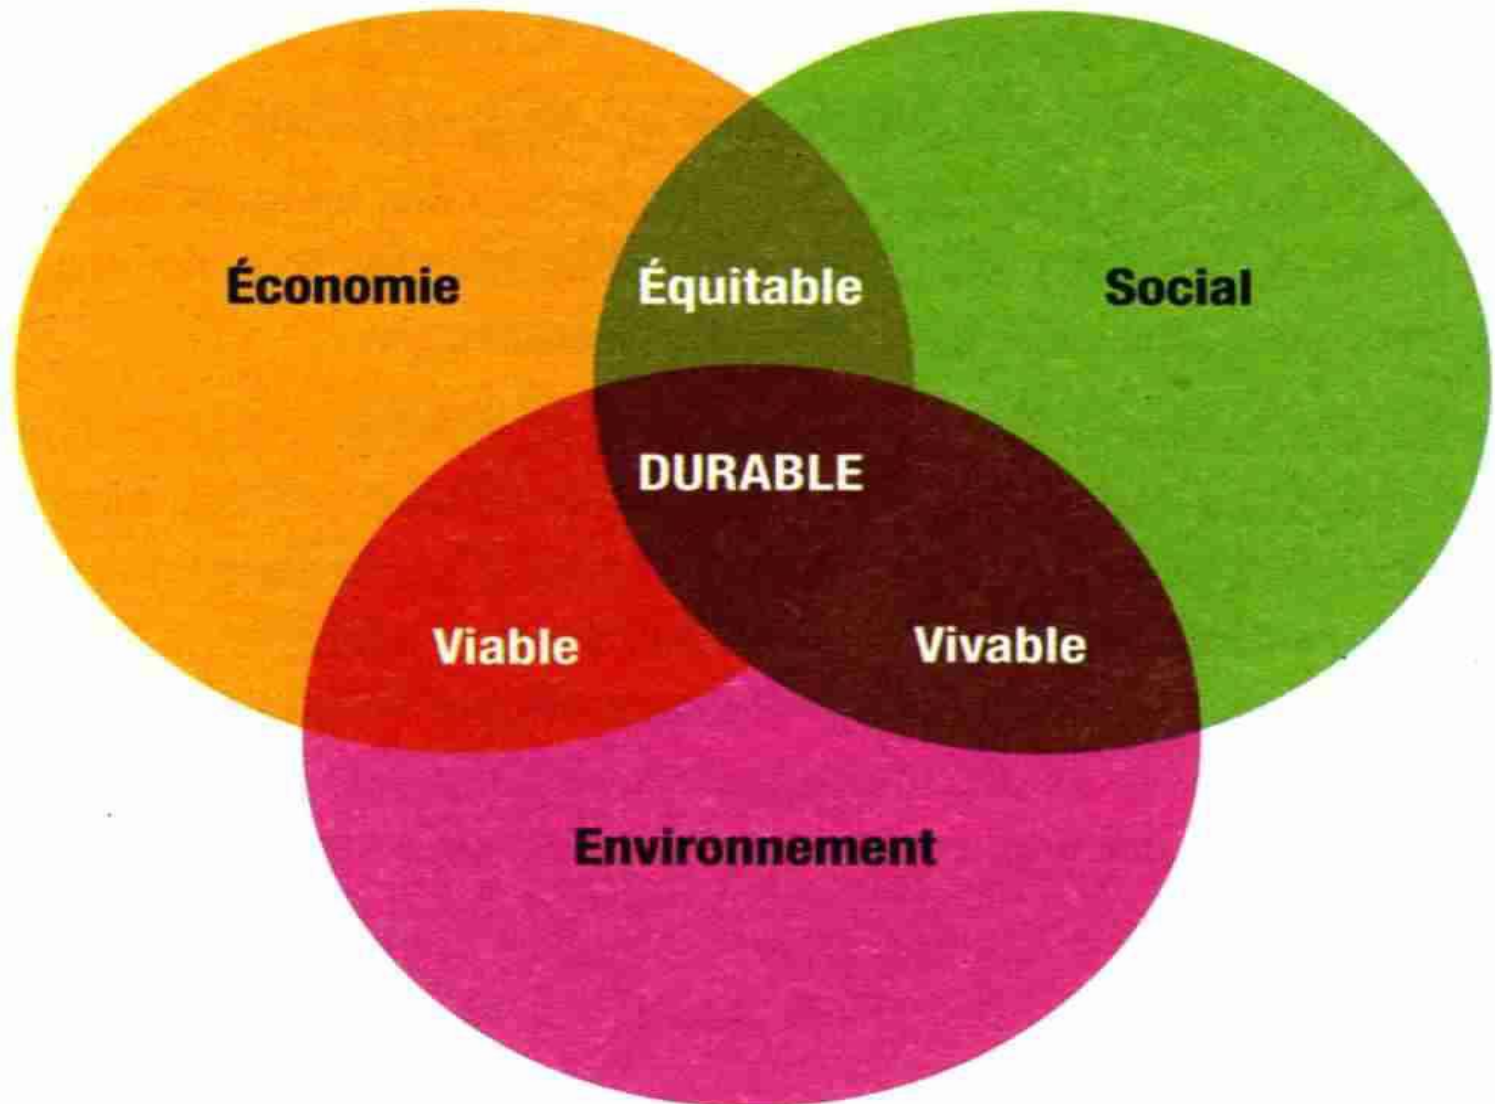 Économie
Équitable
Social
DURABLE
Viable
Vivable
Environnement